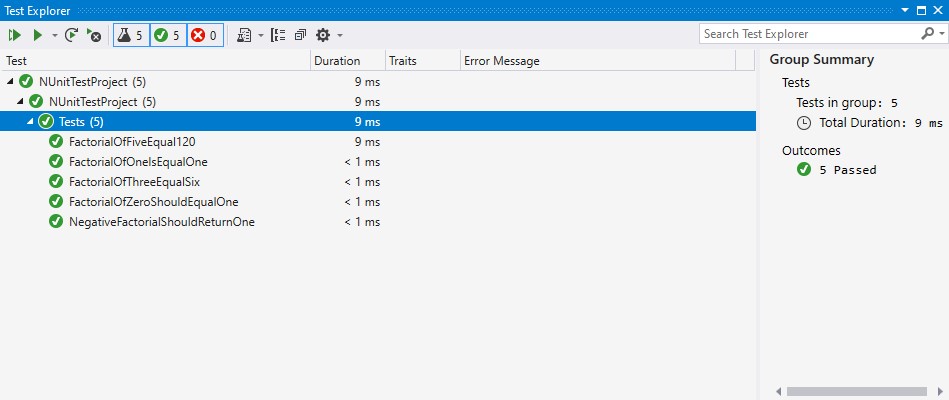 Test Explorer
5 5 0 Search Test Explorer
Test Duration Traits Error Message
NUnitTestProject (5) 9 ms
NUnitTestProject (5) 9 ms
Tests (5) 9 ms
FactorialOfFiveEqual120 9 ms
FactorialOfOneIsEqualOne < 1 ms
FactorialOfThreeEqualSix < 1 ms
FactorialOfZeroShouldEqualOne < 1 ms
NegativeFactorialShouldReturnOne < 1 ms
Group Summary
Tests
Tests in group: 5
Total Duration: 9 ms
Outcomes
5 Passed